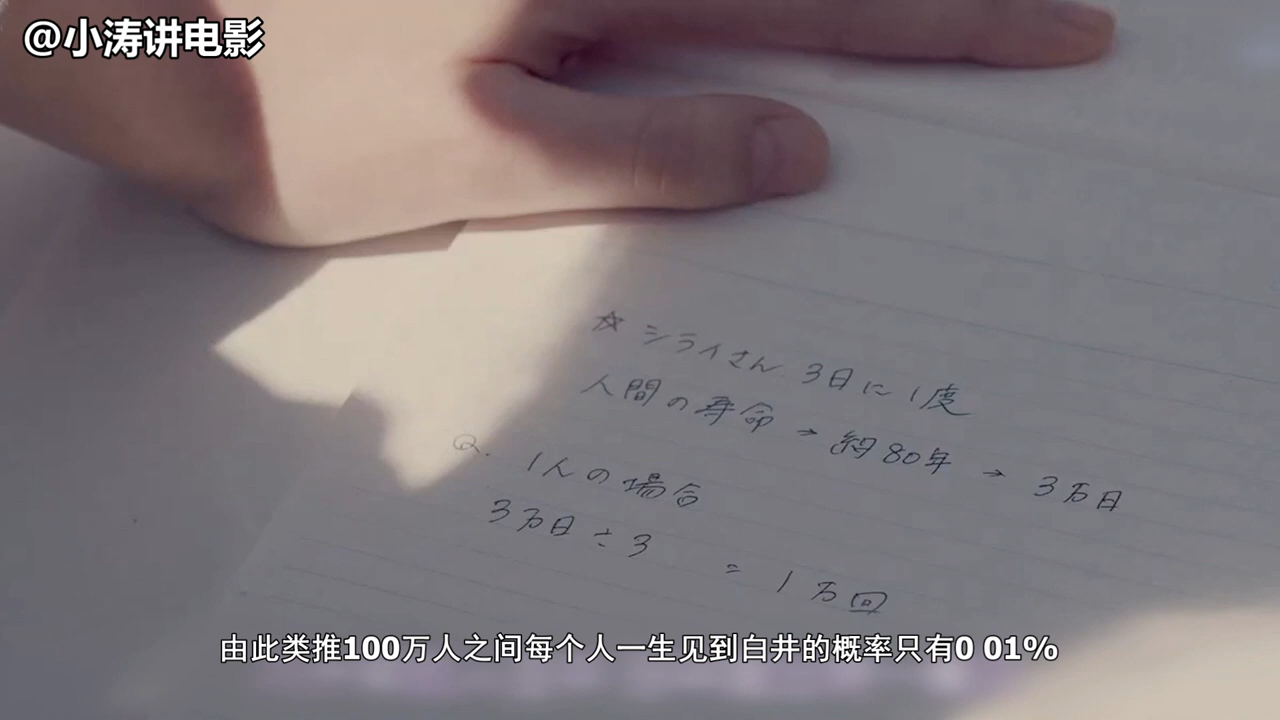 @小涛讲电影
☆シライさん 3日に1度
人間の寿命→約80年→3万日
Q. 1人の場合
3万日÷3
=1万回
由此类推100万人之间每个人一生见到白井的概率只有0 01%